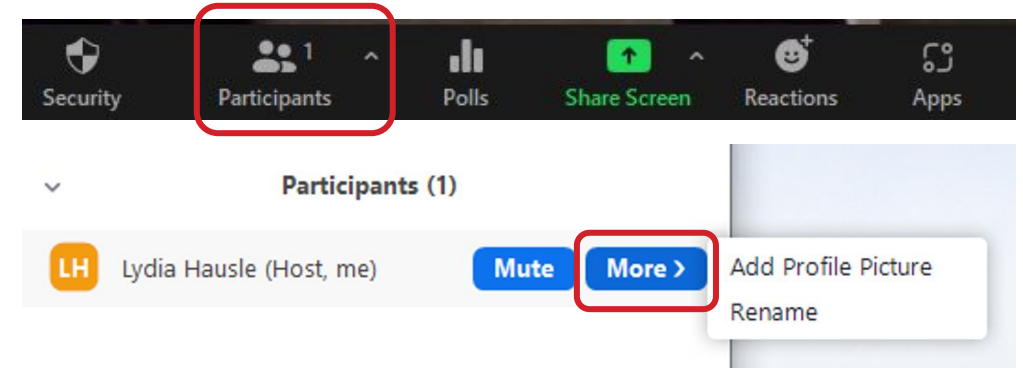 1
Security Participants Polls Share Screen Reactions Apps
Participants (1)
LH Lydia Hausle (Host, me) Mute More > Add Profile Picture
Rename